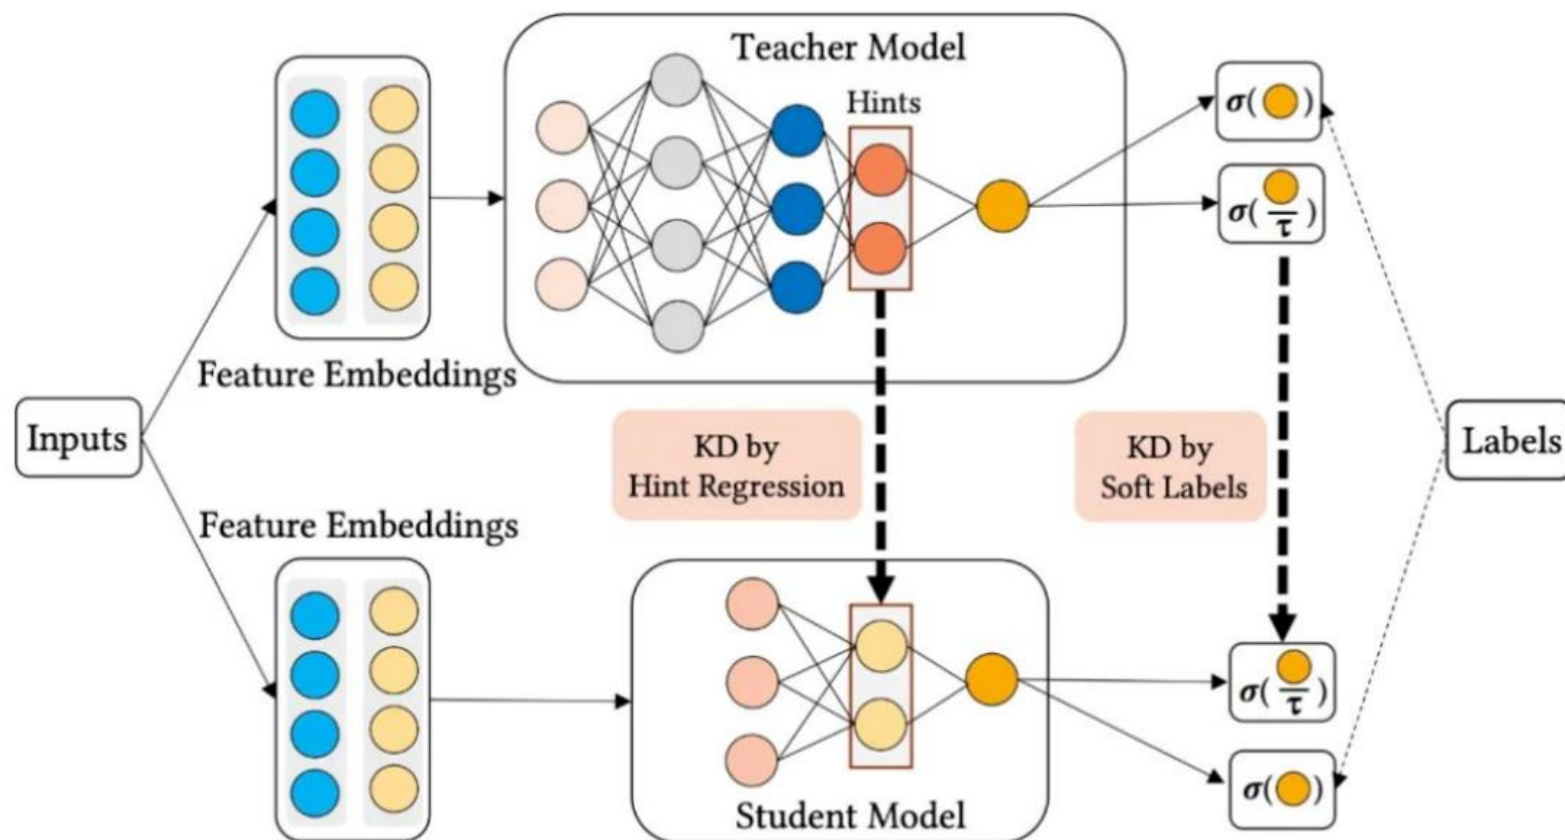 Teacher Model
Hints
σ( )
σ( / τ )
Feature Embeddings
Inputs
KD by
Hint Regression
KD by
Soft Labels
Labels
Feature Embeddings
σ( / τ )
Student Model
σ( )